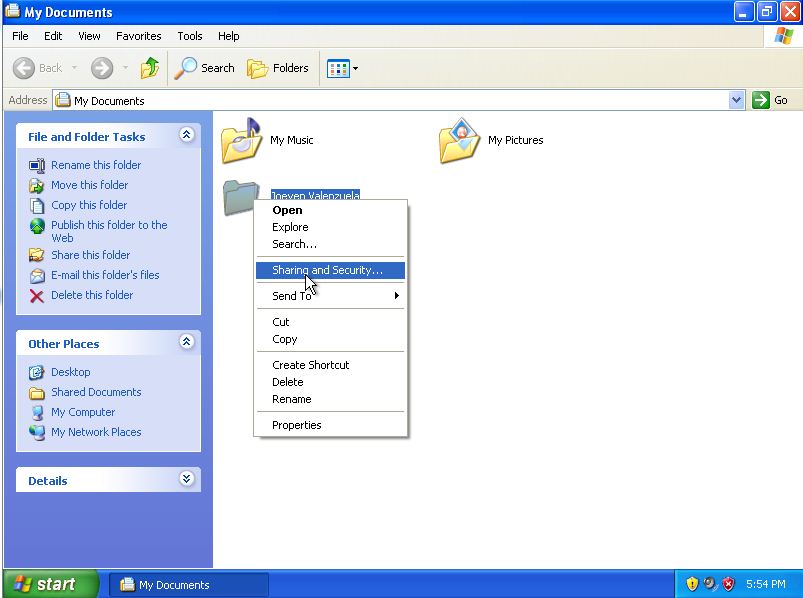 My Documents
File Edit View Favorites Tools Help
Back Search Folders
Address My Documents Go
File and Folder Tasks
Rename this folder
Move this folder
Copy this folder
Publish this folder to the
Web
Share this folder
E-mail this folder's files
Delete this folder
Other Places
Desktop
Shared Documents
My Computer
My Network Places
Details
My Music My Pictures
Joeven Valenzuela
Open
Explore
Search...
Sharing and Security...
Send To
Cut
Copy
Create Shortcut
Delete
Rename
Properties
start My Documents 5:54 PM